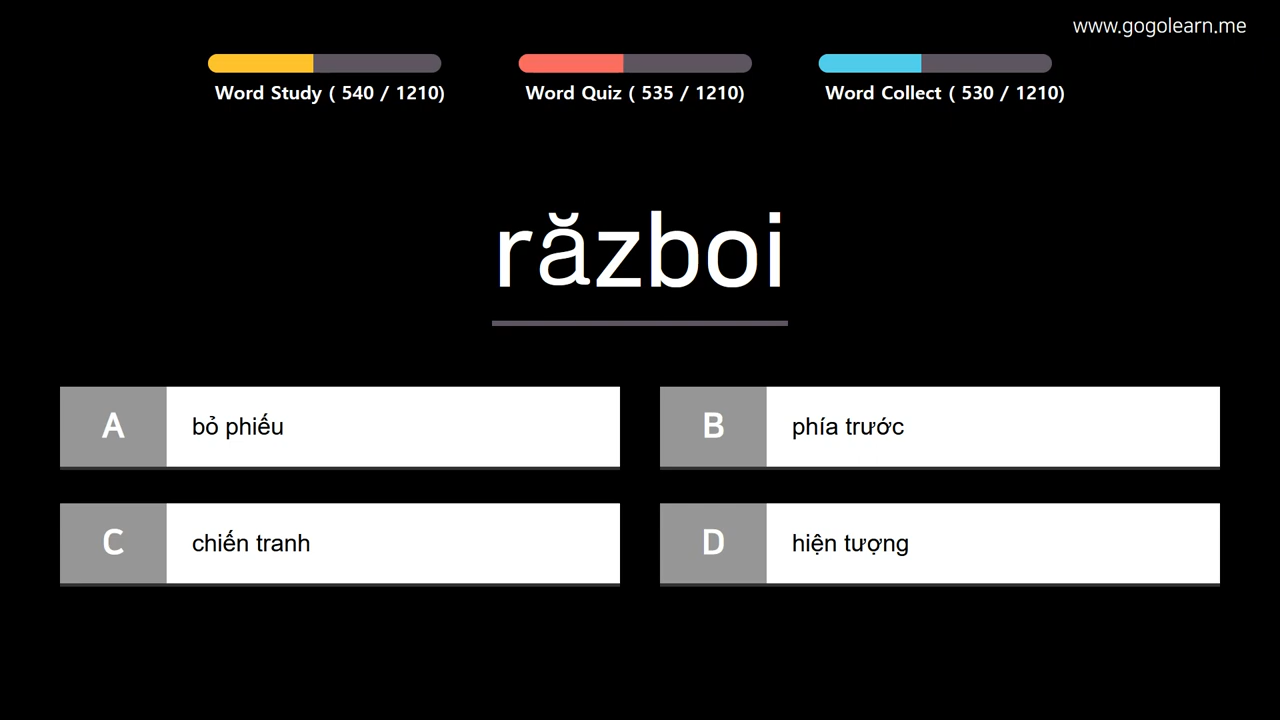 www.gogolearn.me
Word Study ( 540 / 1210)
Word Quiz ( 535 / 1210)
Word Collect ( 530 / 1210)
război
A
bỏ phiếu
B
phía trước
C
chiến tranh
D
hiện tượng